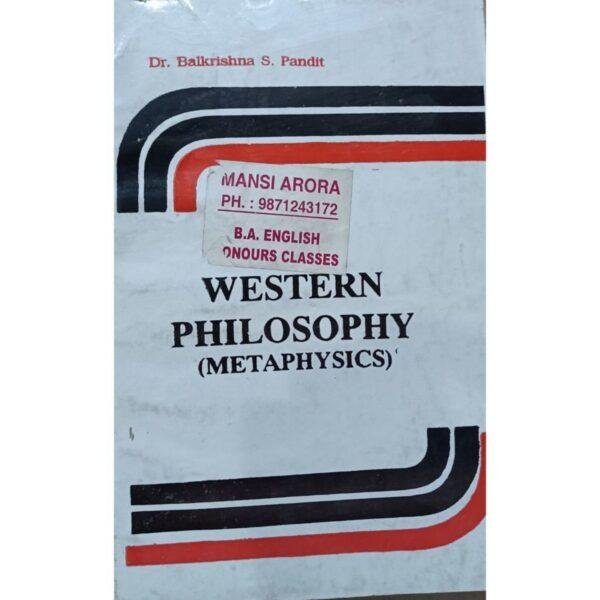 Dr. Balkrishna S. Pandit
MANSI ARORA
PH. : 9871243172
B.A. ENGLISH
ONOURS CLASSES
WESTERN
PHILOSOPHY
(METAPHYSICS)